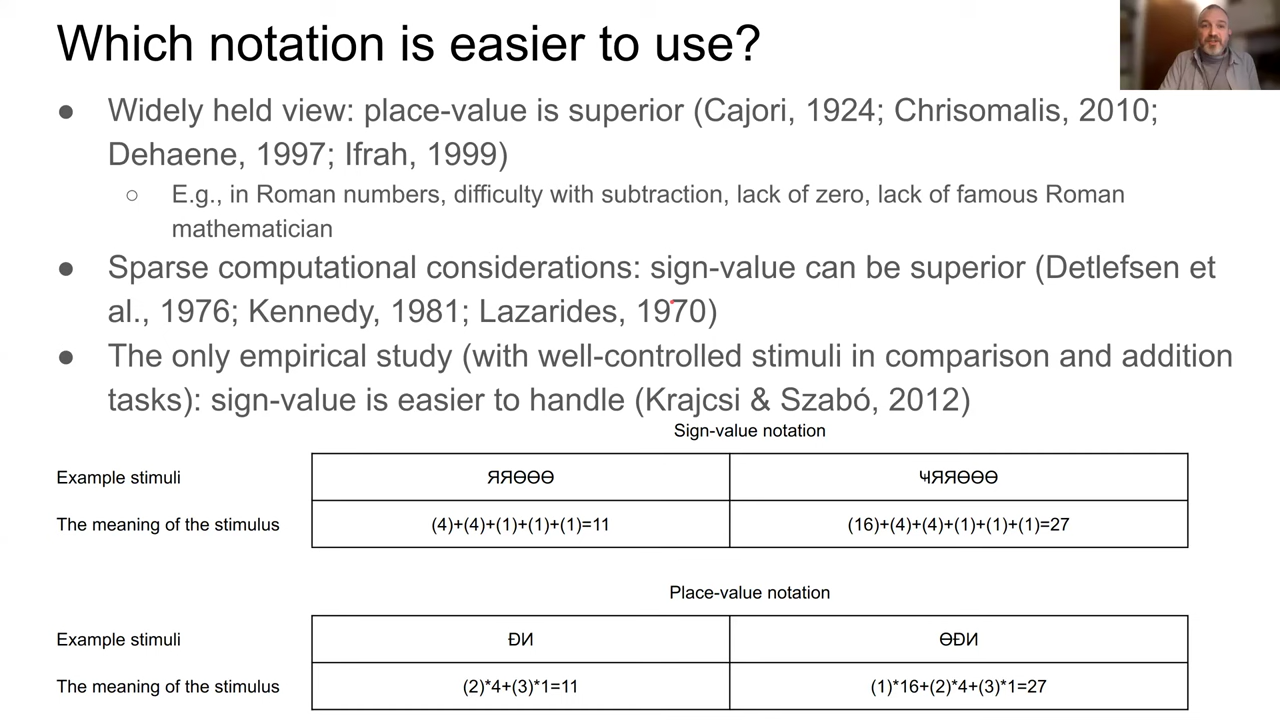 Which notation is easier to use?
● Widely held view: place-value is superior (Cajori, 1924; Chrisomalis, 2010;
Dehaene, 1997; Ifrah, 1999)
○ E.g., in Roman numbers, difficulty with subtraction, lack of zero, lack of famous Roman
mathematician
● Sparse computational considerations: sign-value can be superior (Detlefsen et
al., 1976; Kennedy, 1981; Lazarides, 1970)
● The only empirical study (with well-controlled stimuli in comparison and addition
tasks): sign-value is easier to handle (Krajcsi & Szabó, 2012)
Sign-value notation
Example stimuli ЯЯӨӨӨ ҸЯЯӨӨӨ
The meaning of the stimulus (4)+(4)+(1)+(1)+(1)=11 (16)+(4)+(4)+(1)+(1)+(1)=27
Place-value notation
Example stimuli ĐИ ӨĐИ
The meaning of the stimulus (2)*4+(3)*1=11 (1)*16+(2)*4+(3)*1=27